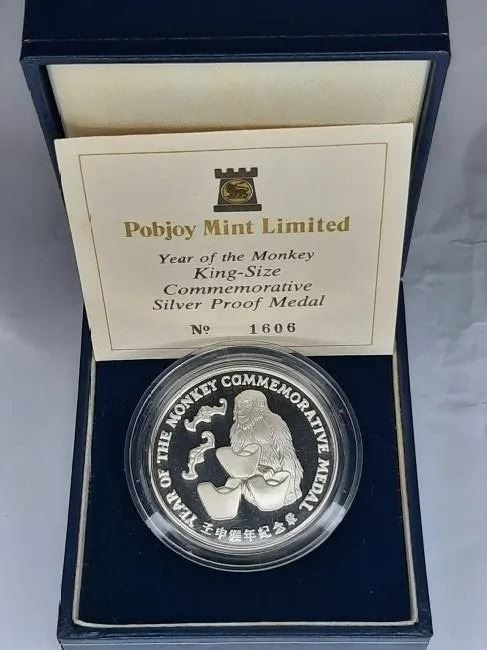 Pobjoy Mint Limited
Year of the Monkey
King-Size
Commemorative
Silver Proof Medal
No 1606
YEAR OF THE MONKEY COMMEMORATIVE MEDAL
壬申猴年紀念章